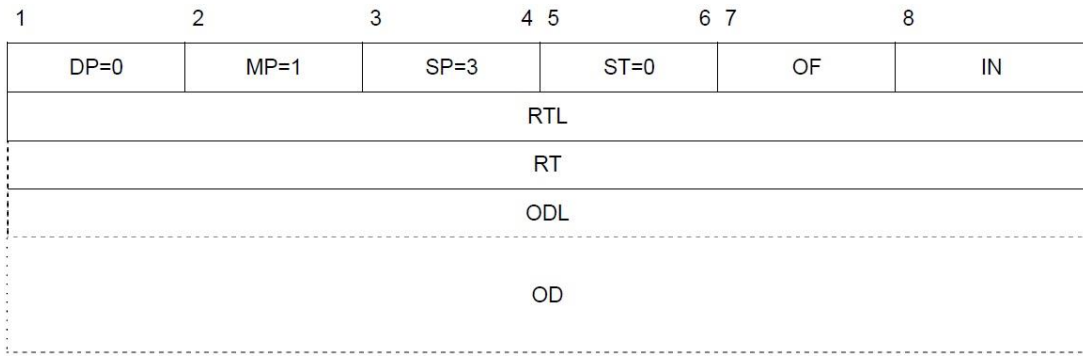 1 2 3 4 5 6 7 8
DP=0 MP=1 SP=3 ST=0 OF IN
RTL
RT
ODL
OD